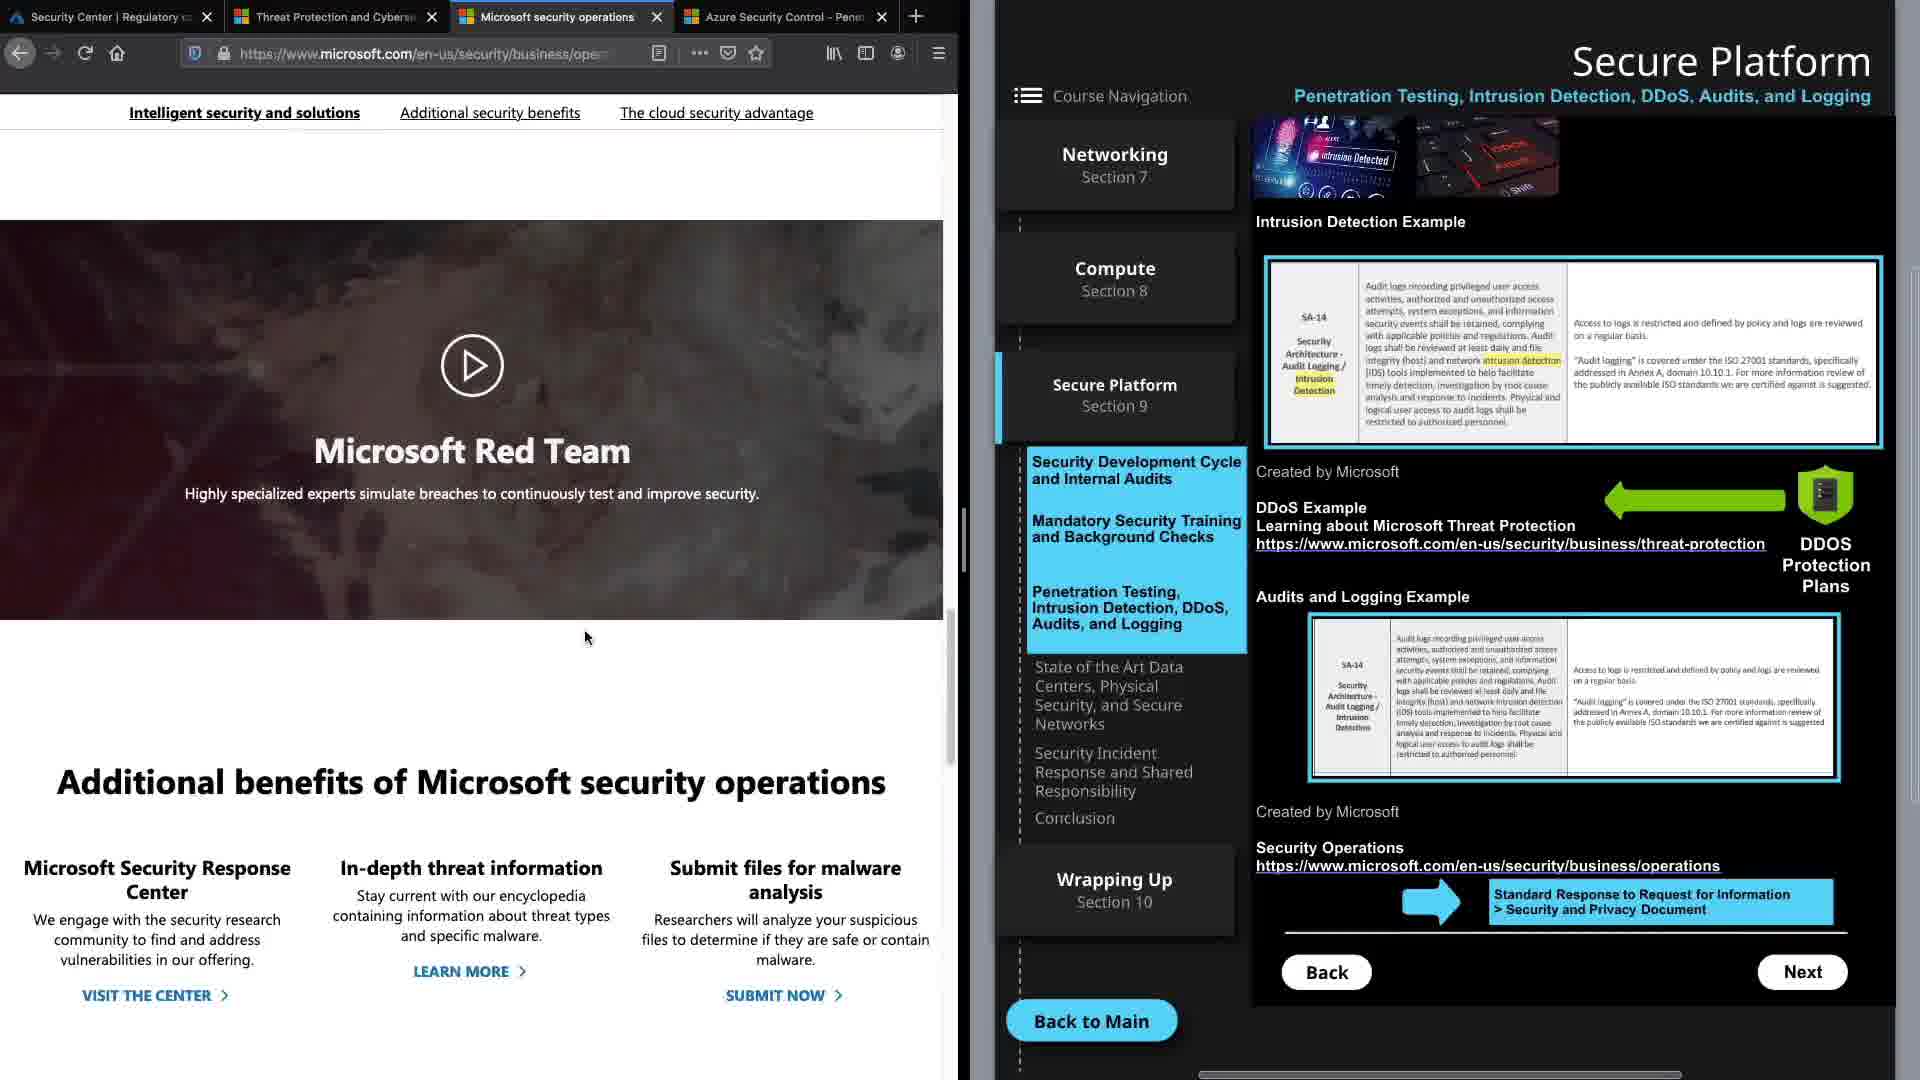 Security Center | Regulatory c
Threat Protection and Cyberse
Microsoft security operations
Azure Security Control - Pene
https://www.microsoft.com/en-us/security/business/oper
Intelligent security and solutions
Additional security benefits
The cloud security advantage
Microsoft Red Team
Highly specialized experts simulate breaches to continuously test and improve security.
Additional benefits of Microsoft security operations
Microsoft Security Response
Center
We engage with the security research
community to find and address
vulnerabilities in our offering.
VISIT THE CENTER
In-depth threat information
Stay current with our encyclopedia
containing information about threat types
and specific malware.
LEARN MORE
Submit files for malware
analysis
Researchers will analyze your suspicious
files to determine if they are safe or contain
malware.
SUBMIT NOW
Secure Platform
Penetration Testing, Intrusion Detection, DDoS, Audits, and Logging
Course Navigation
Networking
Section 7
Compute
Section 8
Secure Platform
Section 9
Security Development Cycle
and Internal Audits
Mandatory Security Training
and Background Checks
Penetration Testing,
Intrusion Detection, DDoS,
Audits, and Logging
State of the Art Data
Centers, Physical
Security, and Secure
Networks
Security Incident
Response and Shared
Responsibility
Conclusion
Wrapping Up
Section 10
Back to Main
Intrusion Detected
Shift
Intrusion Detection Example
SA-14
Security
Architecture -
Audit Logging /
Intrusion
Detection
Audit logs recording privileged user access
activities, authorized and unauthorized access
attempts, system exceptions, and information
security events shall be retained, complying
with applicable policies and regulations. Audit
logs shall be reviewed at least daily and file
integrity (host) and network intrusion detection
(IDS) tools implemented to help facilitate
timely detection, investigation by root cause
analysis and response to incidents. Physical and
logical user access to audit logs shall be
restricted to authorized personnel.
Access to logs is restricted and defined by policy and logs are reviewed
on a regular basis.
"Audit logging" is covered under the ISO 27001 standards, specifically
addressed in Annex A, domain 10.10.1. For more information review of
the publicly available ISO standards we are certified against is suggested.
Created by Microsoft
DDoS Example
Learning about Microsoft Threat Protection
https://www.microsoft.com/en-us/security/business/threat-protection
DDOS
Protection
Plans
Audits and Logging Example
SA-14
Security
Architecture -
Audit Logging /
Intrusion
Detections
Audit logs recording privileged user access
activities, authorized and unauthorized access
attempts, system exceptions, and information
security events shall be retained, complying
with applicable policies and regulations. Audit
logs shall be reviewed at least daily and file
integrity (host) and network intrusion detection
(IDS) tools implemented to help facilitate
timely detection, investigation by root cause
analysis and response to incidents. Physical and
logical user access to audit logs shall be
restricted to authorized personnel.
Access to logs is restricted and defined by policy and logs are reviewed
on a regular basis.
"Audit logging" is covered under the ISO 27001 standards, specifically
addressed in Annex A, domain 10.10.1. For more information review of
the publicly available ISO standards we are certified against is suggested
Created by Microsoft
Security Operations
https://www.microsoft.com/en-us/security/business/operations
Standard Response to Request for Information
> Security and Privacy Document
Back
Next